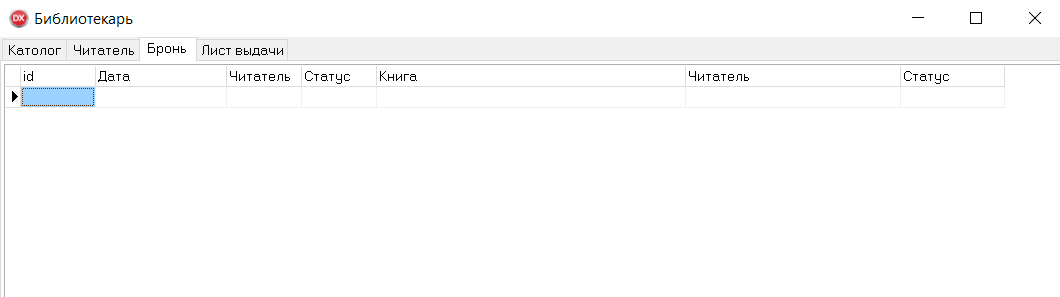 DX Библиотекарь
Католог Читатель Бронь Лист выдачи
id Дата Читатель Статус Книга Читатель Статус